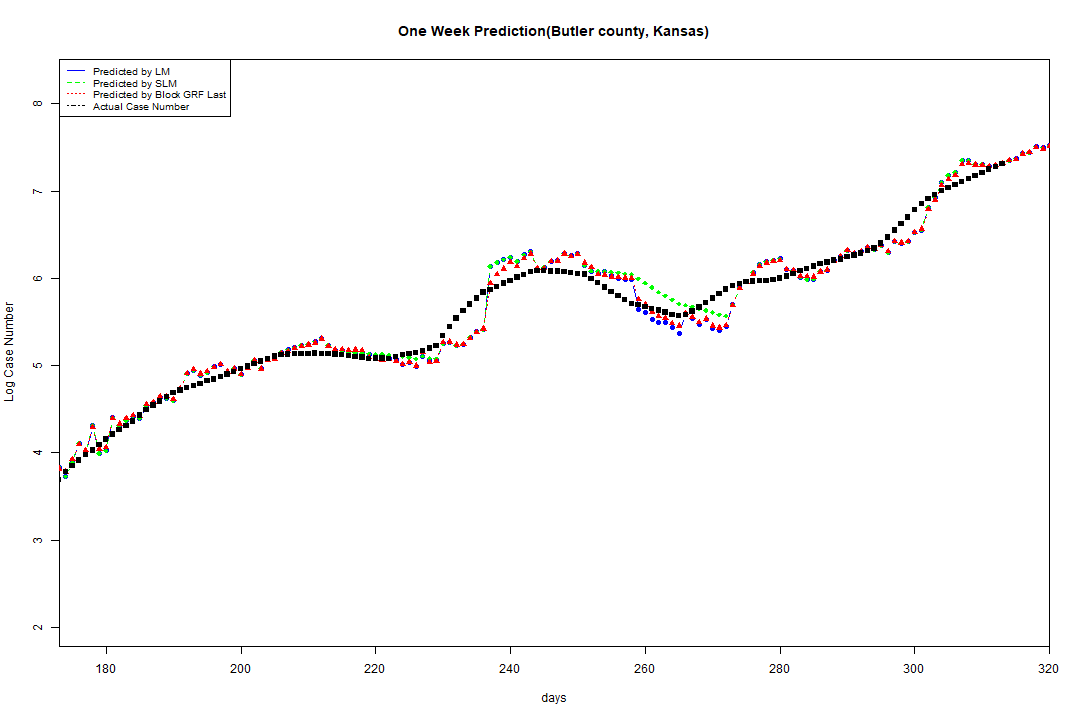 One Week Prediction(Butler county, Kansas)
Predicted by LM
Predicted by SLM
Predicted by Block GRF Last
Actual Case Number
8
7
6
5
4
3
2
Log Case Number
180 200 220 240 260 280 300 320
days